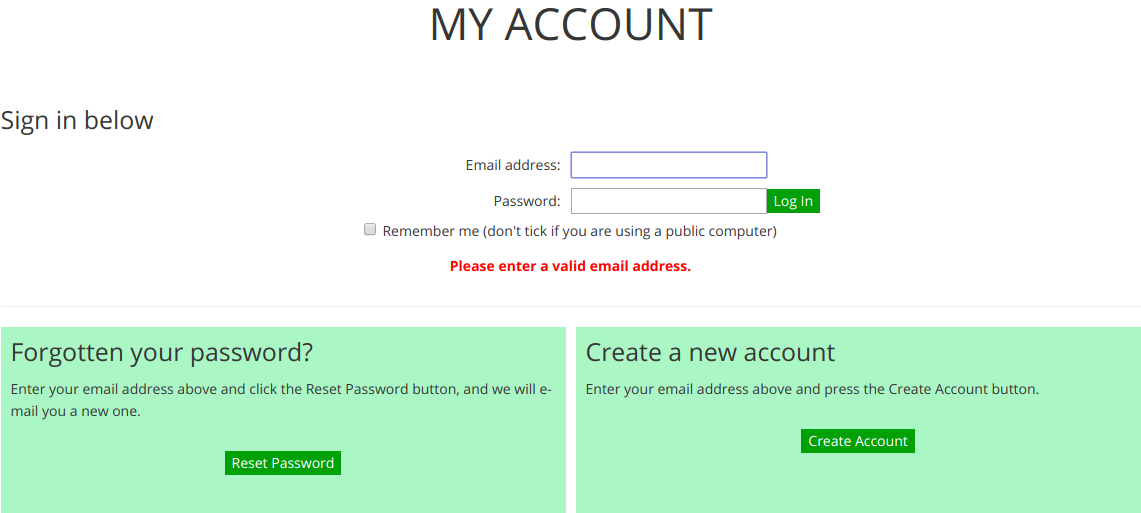 MY ACCOUNT
Sign in below
Email address:
Password:
Log In
Remember me (don't tick if you are using a public computer)
Please enter a valid email address.
Forgotten your password?
Enter your email address above and click the Reset Password button, and we will e-
mail you a new one.
Reset Password
Create a new account
Enter your email address above and press the Create Account button.
Create Account